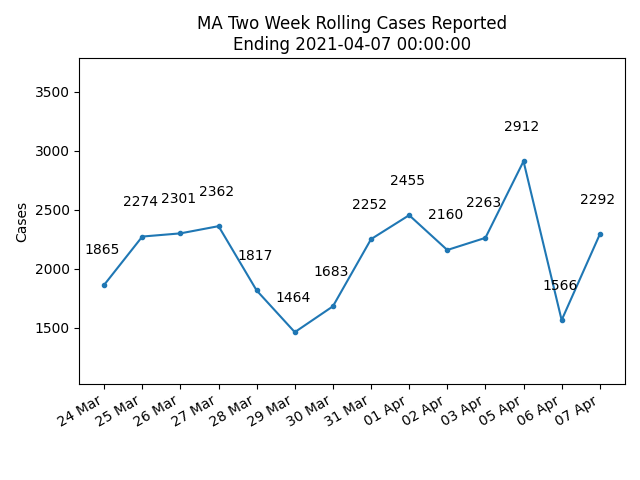 MA Two Week Rolling Cases Reported
Ending 2021-04-07 00:00:00
Cases
3500
3000
2500
2000
1500
1865
2274
2301
2362
1817
1464
1683
2252
2455
2160
2263
2912
1566
2292
24 Mar
25 Mar
26 Mar
27 Mar
28 Mar
29 Mar
30 Mar
31 Mar
01 Apr
02 Apr
03 Apr
05 Apr
06 Apr
07 Apr